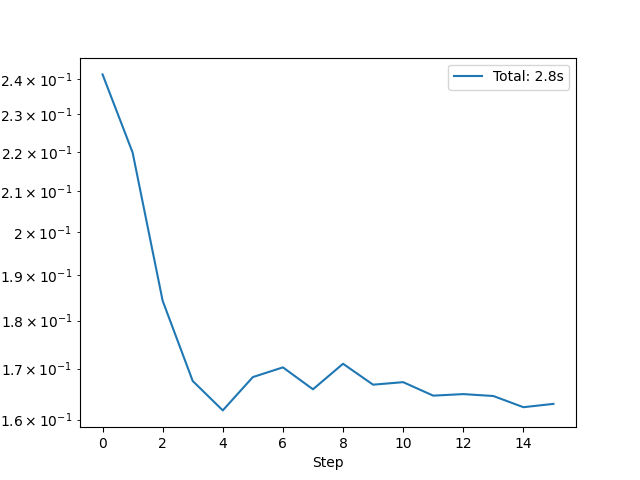 Total: 2.8s
2.4 × 10⁻¹
2.3 × 10⁻¹
2.2 × 10⁻¹
2.1 × 10⁻¹
2 × 10⁻¹
1.9 × 10⁻¹
1.8 × 10⁻¹
1.7 × 10⁻¹
1.6 × 10⁻¹
0 2 4 6 8 10 12 14
Step